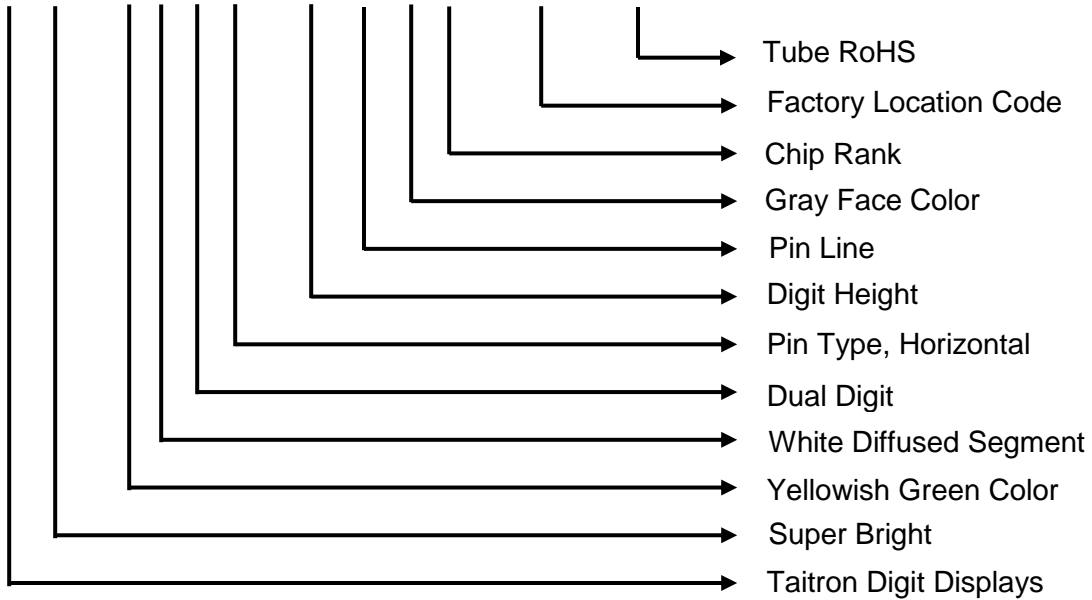 Tube RoHS
Factory Location Code
Chip Rank
Gray Face Color
Pin Line
Digit Height
Pin Type, Horizontal
Dual Digit
White Diffused Segment
Yellowish Green Color
Super Bright
Taitron Digit Displays